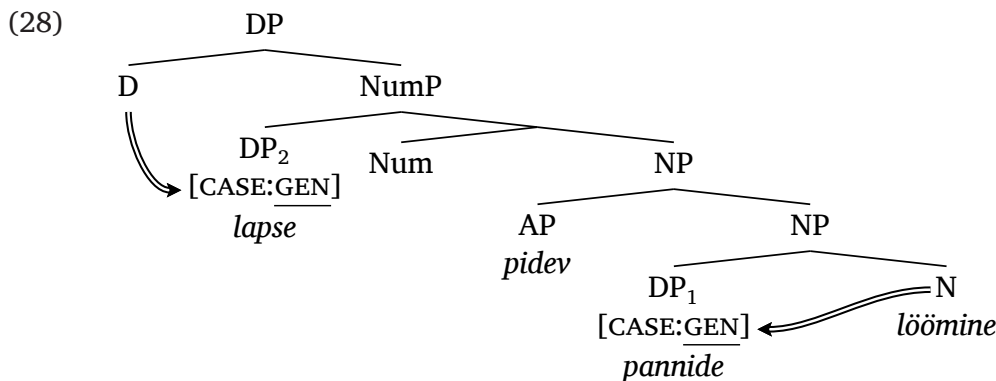 (28) DP
D NumP
DP₂ Num NP
[CASE:GEN]
lapse AP NP
pidev
DP₁ N
[CASE:GEN] löömine
pannide